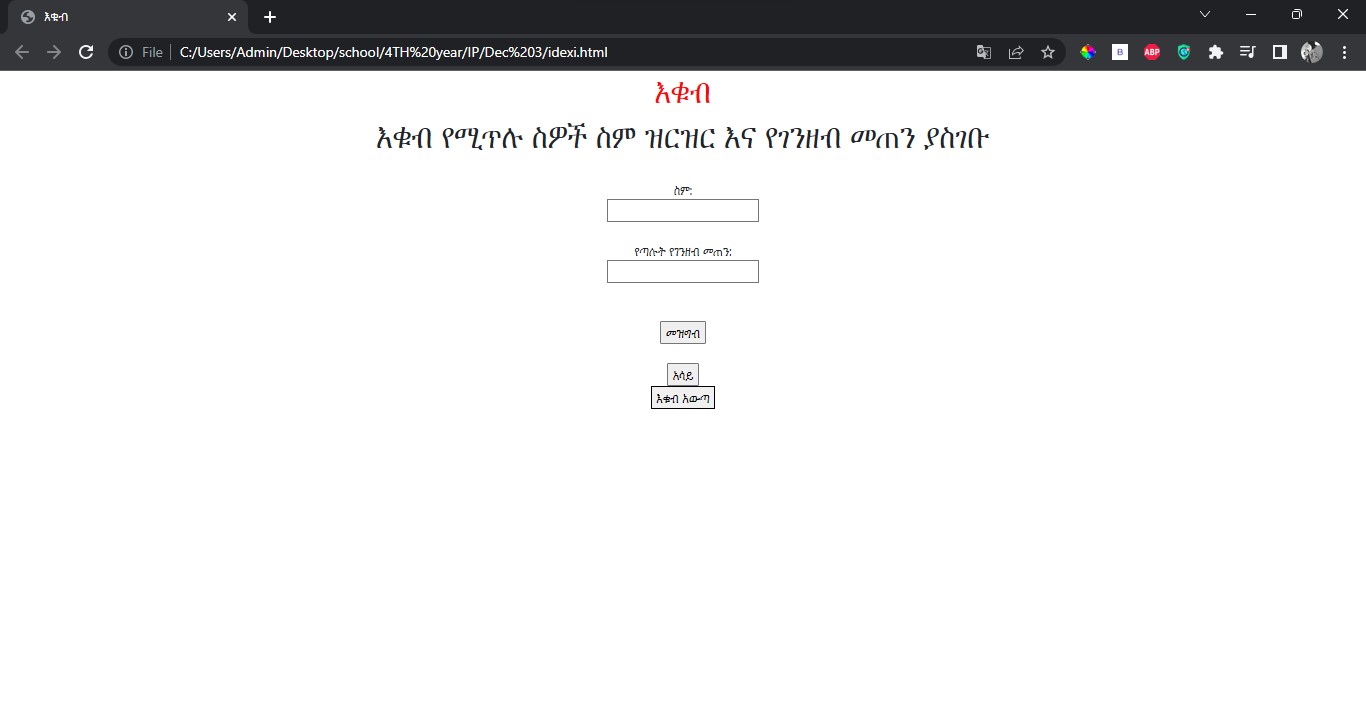 እቁብ
File C:/Users/Admin/Desktop/school/4TH%20year/IP/Dec%203/idexi.html
B
ABP
እቁብ
እቁብ የሚጥሉ ስዎች ስም ዝርዝር እና የገንዘብ መጠን ያስገቡ
ስም:
የጣሉት የገንዘብ መጠን:
መዝግብ
አሳይ
እቁብ አውጣ